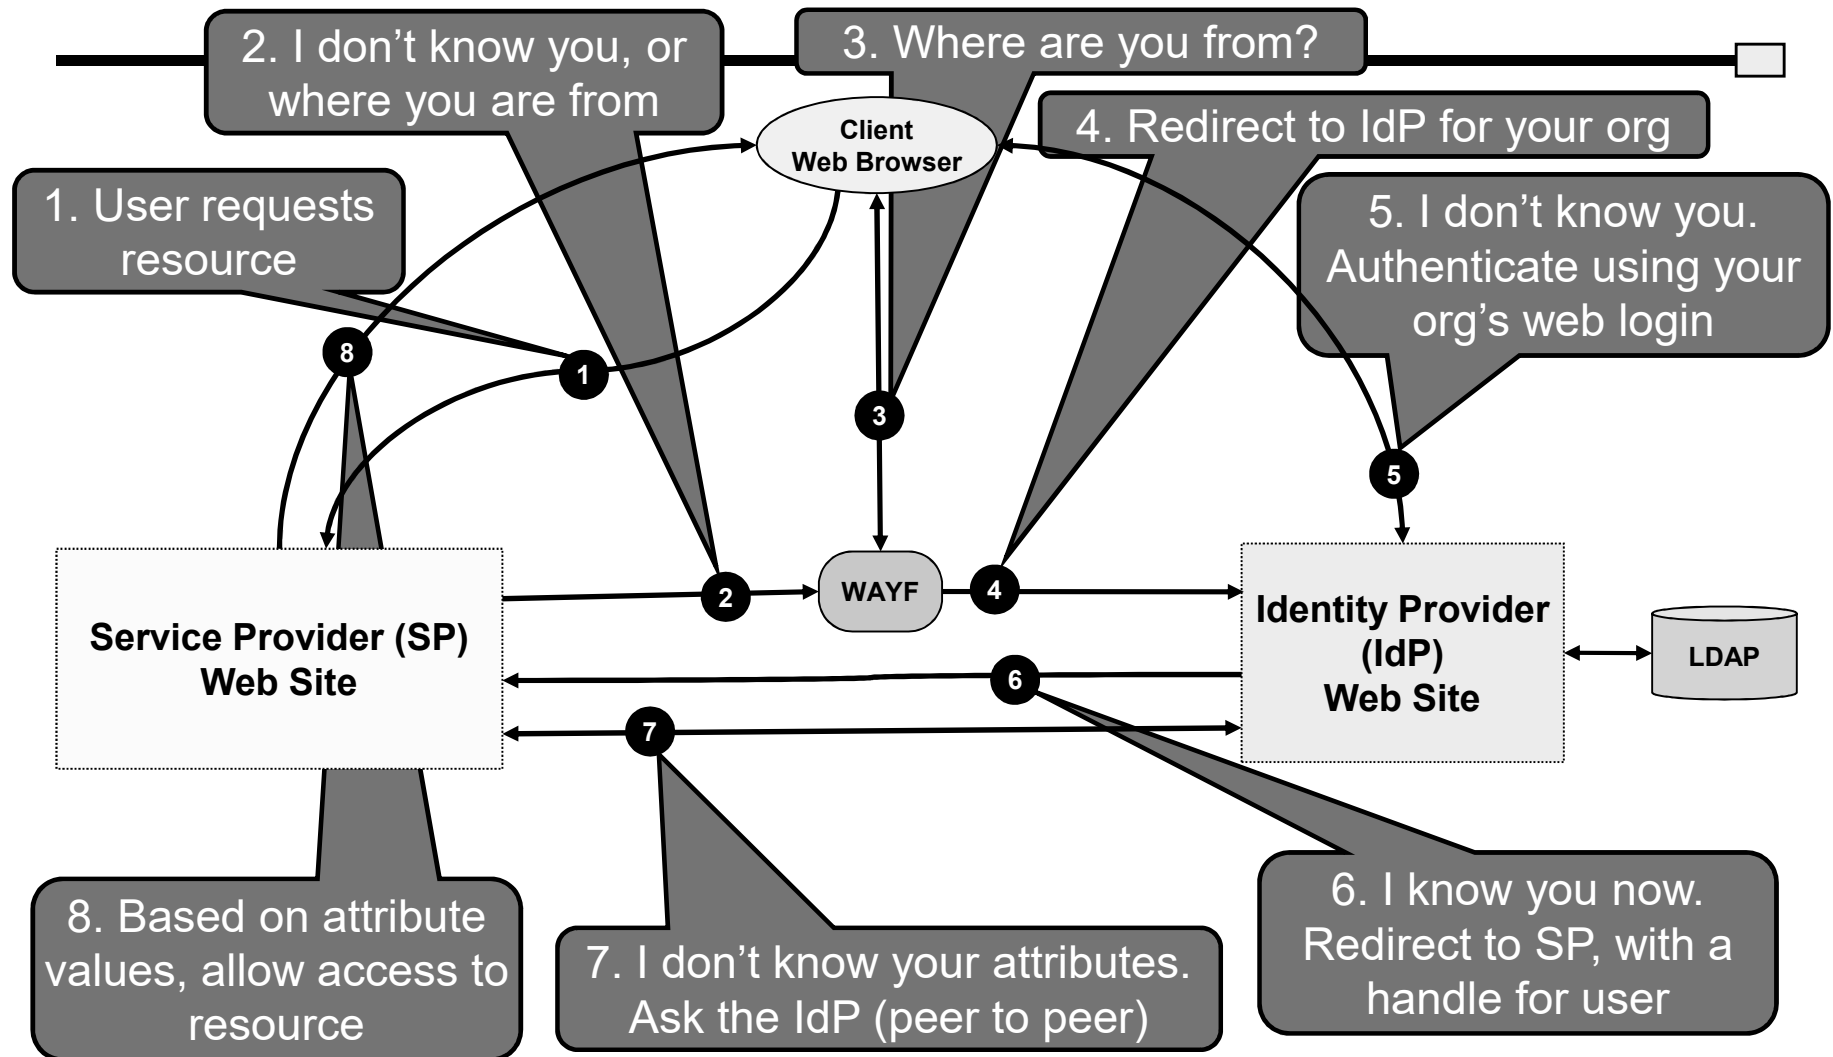 2. I don’t know you, or
where you are from
3. Where are you from?
4. Redirect to IdP for your org
Client
Web Browser
1. User requests
resource
5. I don’t know you.
Authenticate using your
org’s web login
8
1
3
5
2
WAYF
4
Service Provider (SP)
Web Site
Identity Provider
(IdP)
Web Site
LDAP
6
7
8. Based on attribute
values, allow access to
resource
7. I don’t know your attributes.
Ask the IdP (peer to peer)
6. I know you now.
Redirect to SP, with a
handle for user